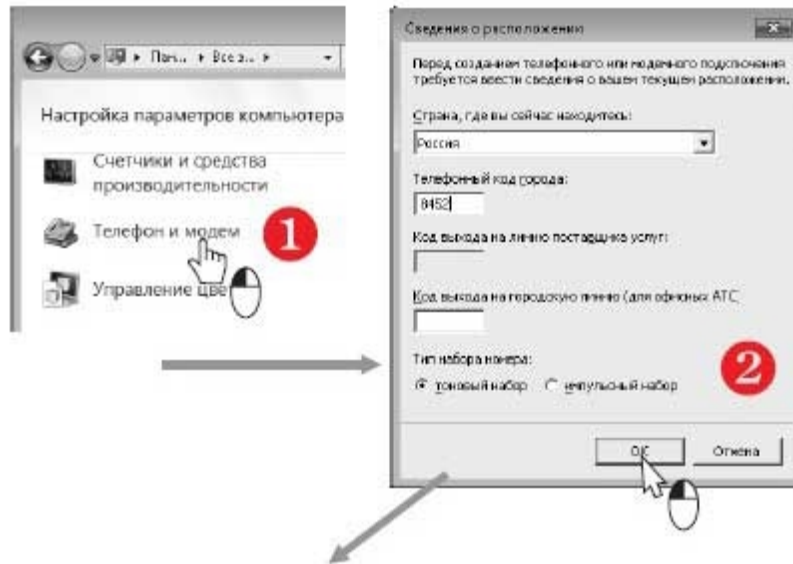 Пан... Все э...
Настройка параметров компьютера
Счетчики и средства
производительности
Телефон и модем
1
Управление цве
Сведения о расположении
Перед созданием телефонного или модемного подключения
требуется ввести сведения о вашем текущем расположении.
Страна, где вы сейчас находитесь:
Россия
Телефонный код города:
8452
Код выхода на линию поставщика услуг:
Код выхода на городскую линию (для офисных АТС)
Тип набора номера:
тоновый набор импульсный набор
2
ОК Отмена